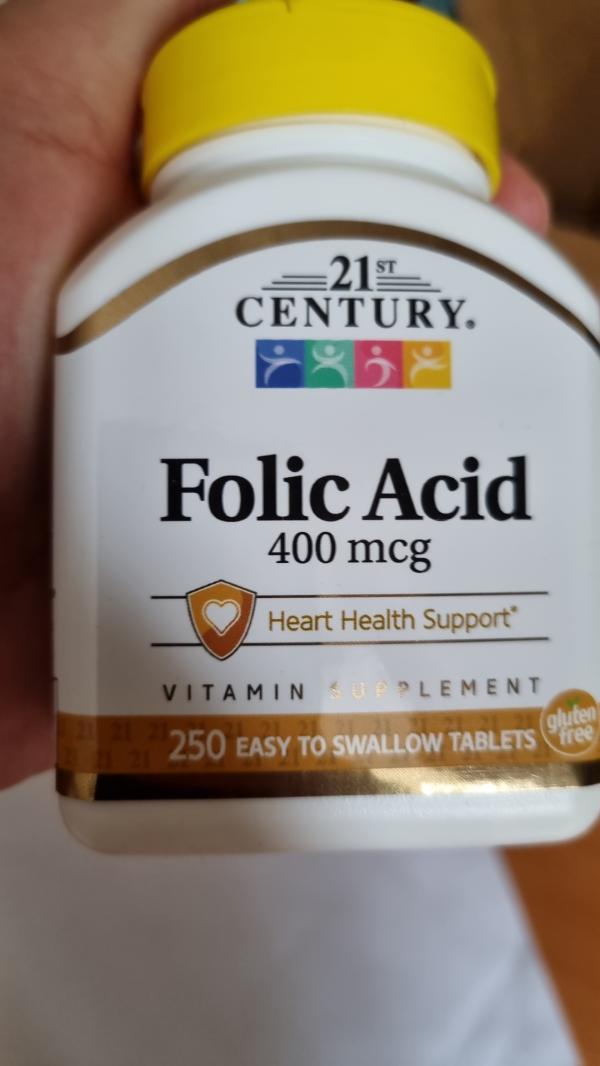 21ST
CENTURY®
Folic Acid
400 mcg
Heart Health Support*
VITAMIN SUPPLEMENT
250 EASY TO SWALLOW TABLETS
gluten
free